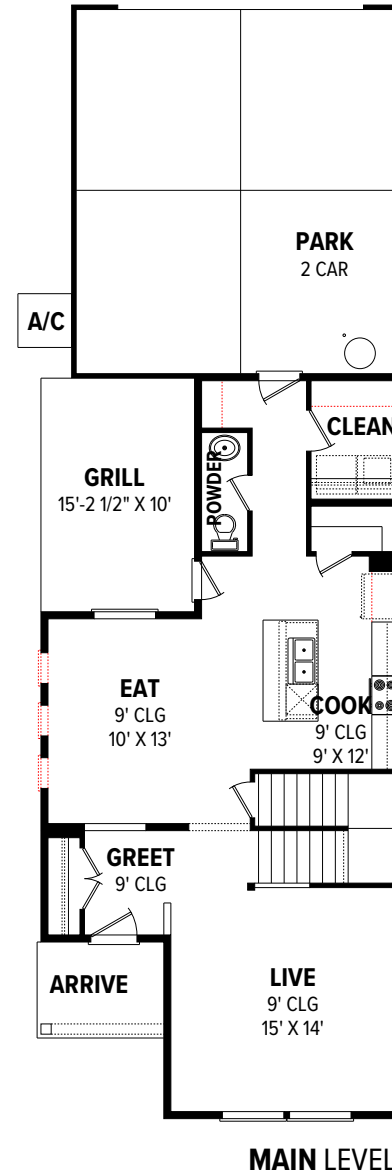 PARK
2 CAR
A/C
CLEAN
GRILL
15'-2 1/2" X 10'
POWDER
EAT
9' CLG
10' X 13'
COOK
9' CLG
9' X 12'
GREET
9' CLG
ARRIVE
LIVE
9' CLG
15' X 14'
MAIN LEVEL